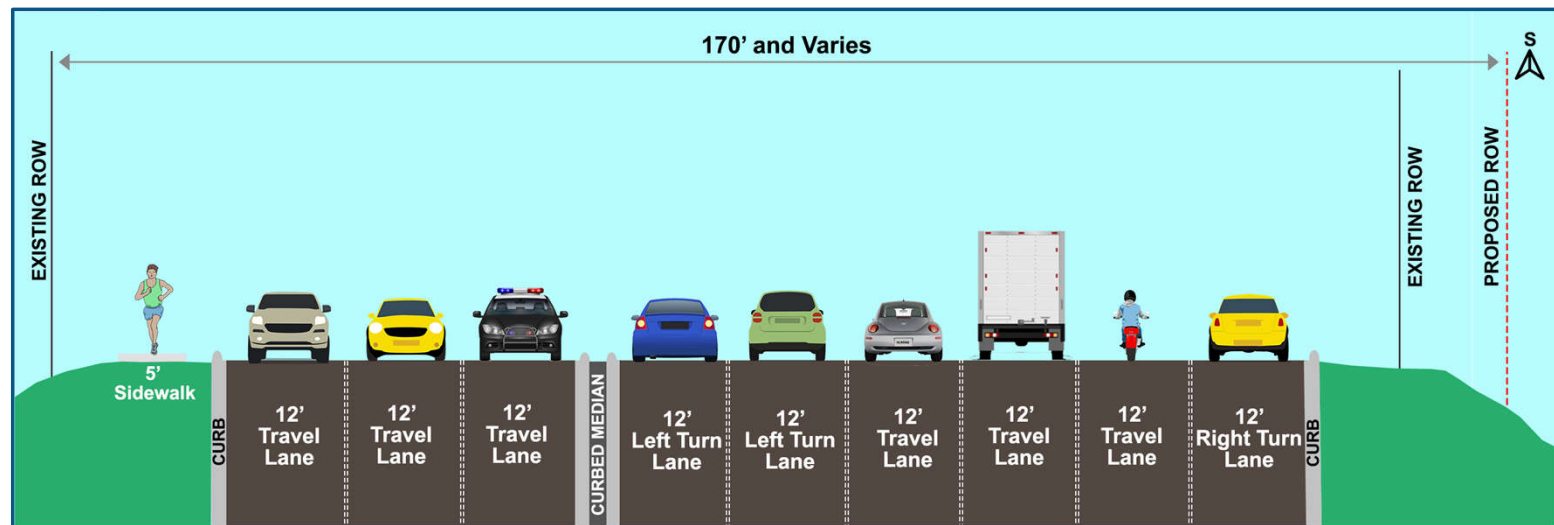 170’ and Varies
S
EXISTING ROW
EXISTING ROW
PROPOSED ROW
5’
Sidewalk
CURB
12’
Travel
Lane
12’
Travel
Lane
12’
Travel
Lane
CURBED MEDIAN
12’
Left Turn
Lane
12’
Left Turn
Lane
12’
Travel
Lane
12’
Travel
Lane
12’
Travel
Lane
12’
Right Turn
Lane
CURB